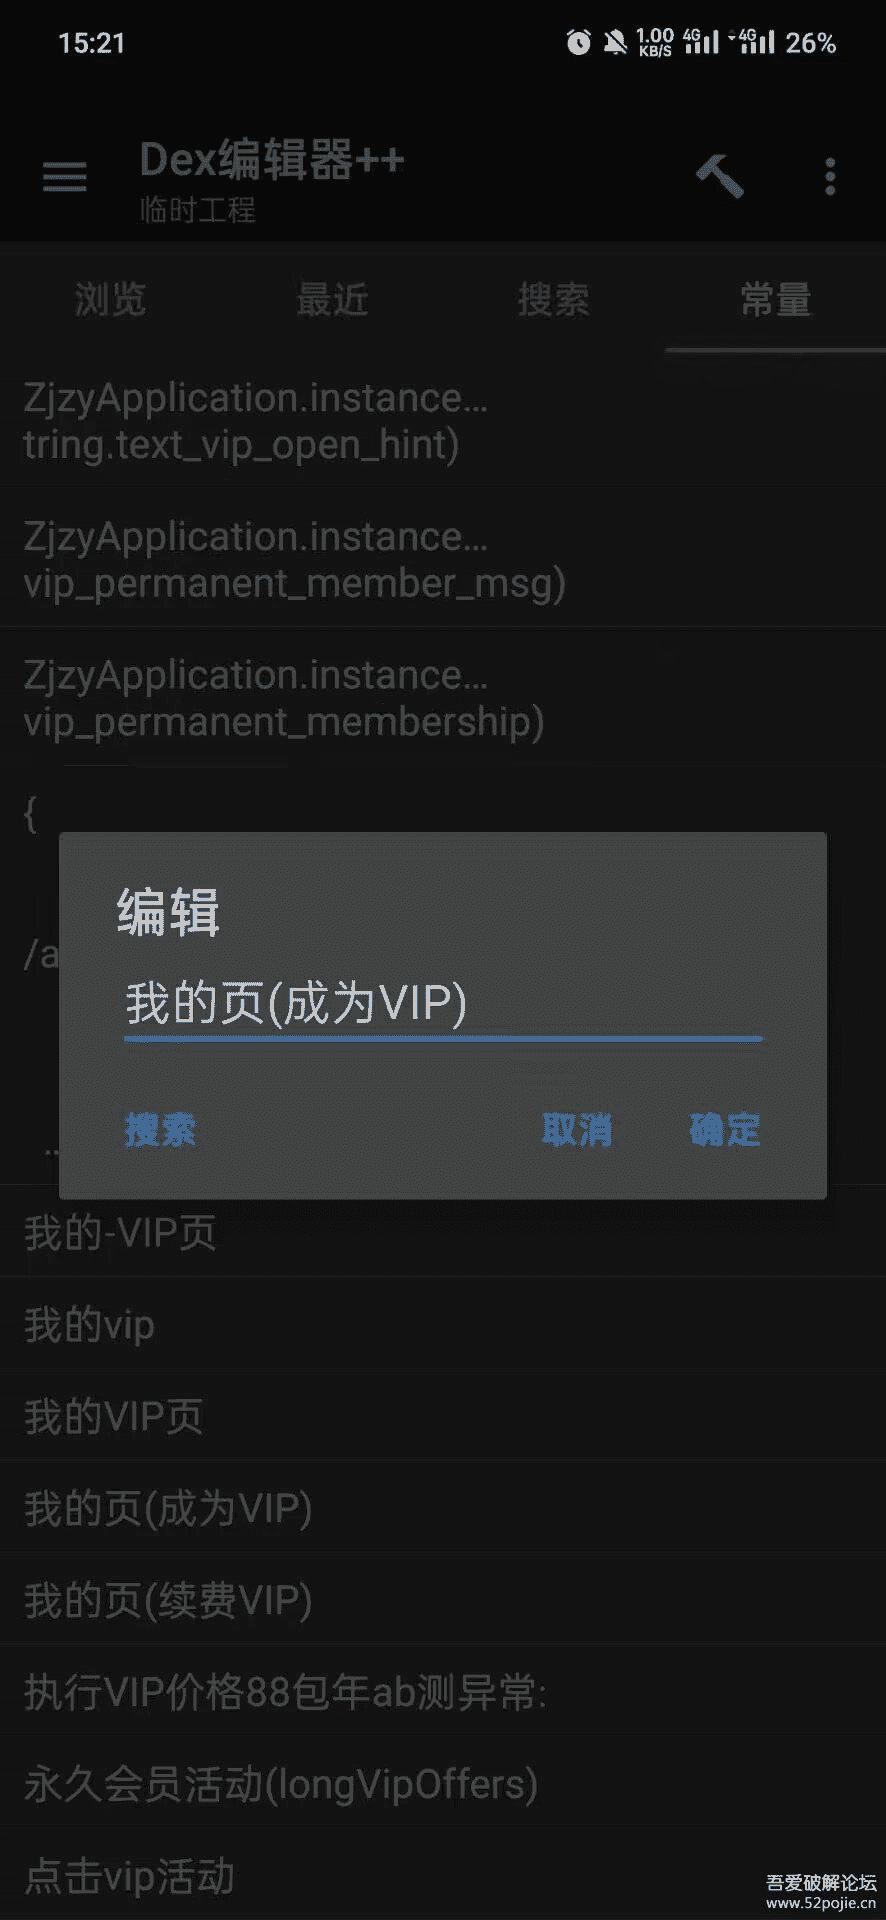 15:21
1.00 KB/S 4G 4G 26%
Dex编辑器++
临时工程
浏览 最近 搜索 常量
ZjzyApplication.instance…
tring.text_vip_open_hint)
ZjzyApplication.instance…
vip_permanent_member_msg)
ZjzyApplication.instance…
vip_permanent_membership)
{
/a
..
编辑
我的页(成为VIP)
搜索 取消 确定
我的-VIP页
我的vip
我的VIP页
我的页(成为VIP)
我的页(续费VIP)
执行VIP价格88包年ab测异常:
永久会员活动(longVipOffers)
点击vip活动
吾爱破解论坛
www.52pojie.cn